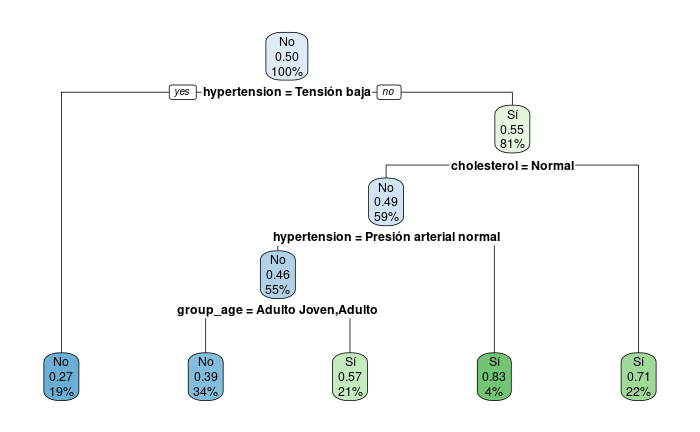 No
0.50
100%
yes hypertension = Tensión baja no
Sí
0.55
81%
cholesterol = Normal
No
0.49
59%
hypertension = Presión arterial normal
No
0.46
55%
group_age = Adulto Joven,Adulto
No
0.27
19%
No
0.39
34%
Sí
0.57
21%
Sí
0.83
4%
Sí
0.71
22%